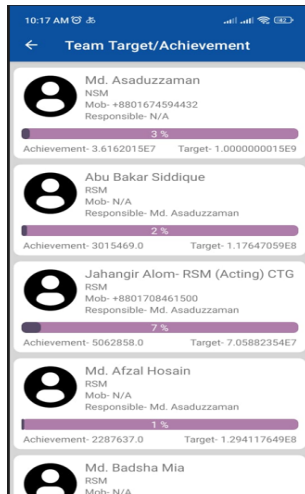 10:17 AM
Team Target/Achievement
Md. Asaduzzaman
NSM
Mob- +8801674594432
Responsible- N/A
3 %
Achievement- 3.6162015E7 Target- 1.0000000015E9
Abu Bakar Siddique
RSM
Mob- N/A
Responsible- Md. Asaduzzaman
2 %
Achievement- 3015469.0 Target- 1.17647059E8
Jahangir Alom- RSM (Acting) CTG
RSM
Mob- +8801708461500
Responsible- Md. Asaduzzaman
7 %
Achievement- 5062858.0 Target- 7.05882354E7
Md. Afzal Hosain
RSM
Mob- N/A
Responsible- Md. Asaduzzaman
1 %
Achievement- 2287637.0 Target- 1.294117649E8
Md. Badsha Mia
RSM
Mob- N/A